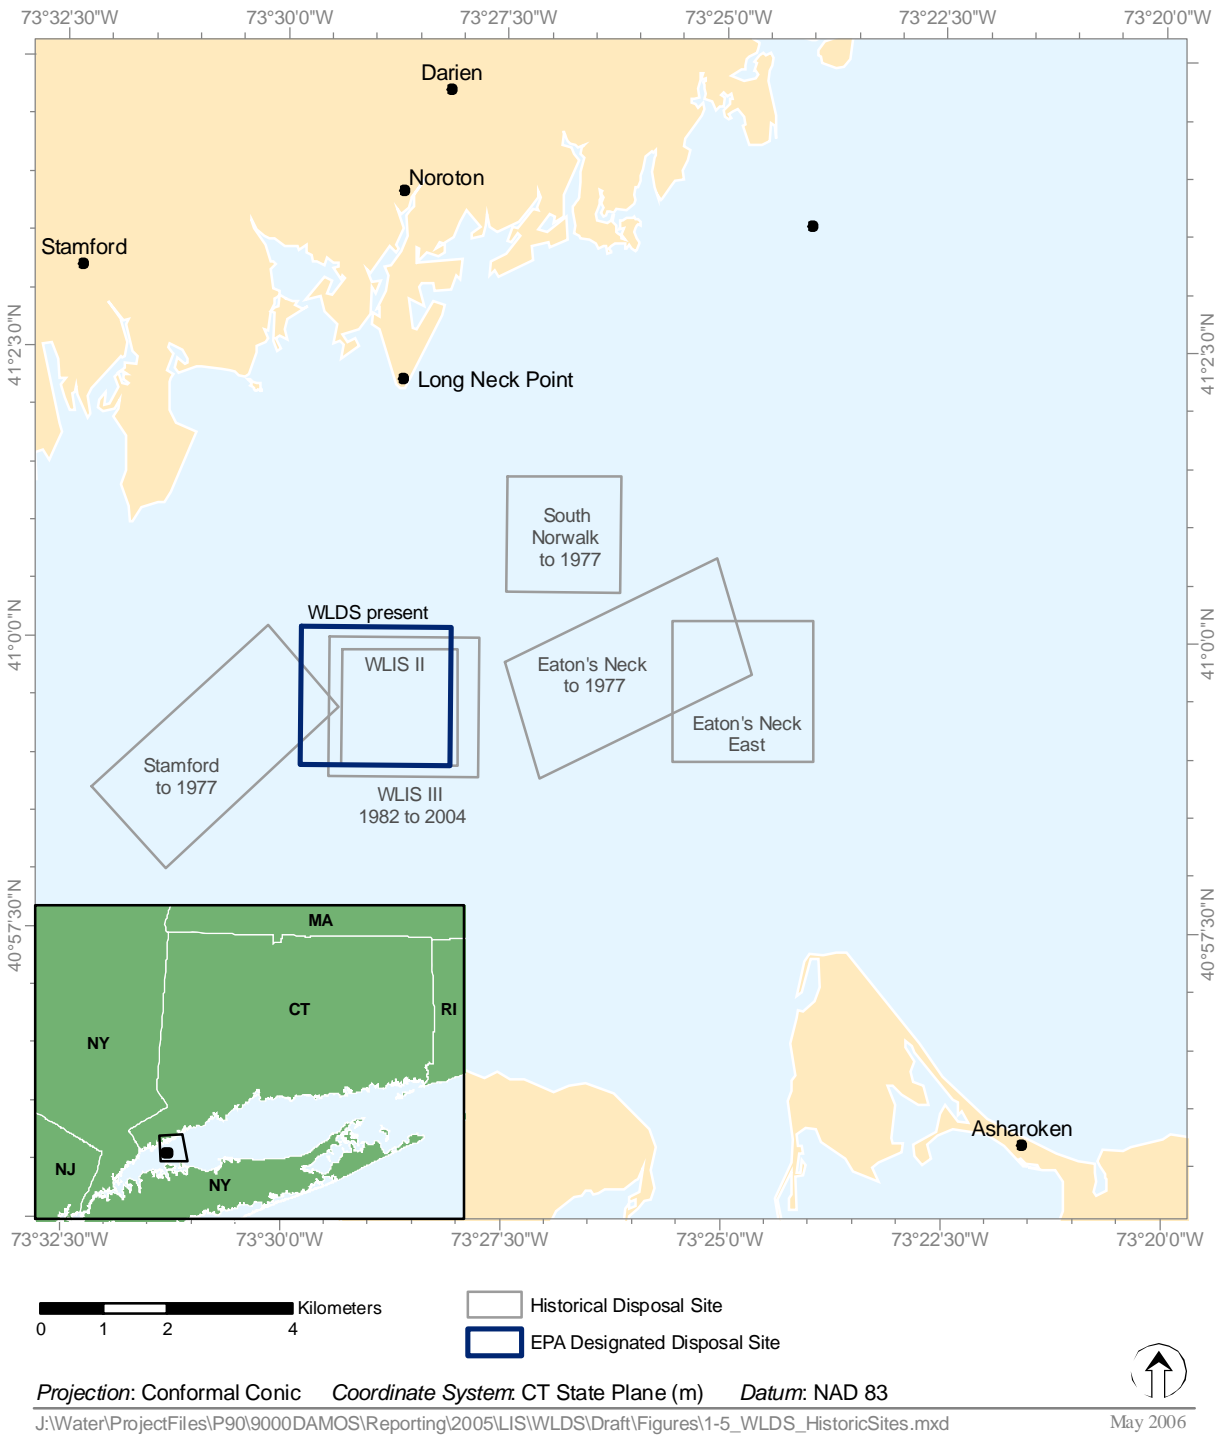 73°32'30"W 73°30'0"W 73°27'30"W 73°25'0"W 73°22'30"W 73°20'0"W
Darien
Noroton
Stamford
41°2'30"N
41°2'30"N
Long Neck Point
South
Norwalk
to 1977
WLDS present
41°0'0"N
41°0'0"N
WLIS II
Eaton's Neck
to 1977
Eaton's Neck
East
Stamford
to 1977
WLIS III
1982 to 2004
40°57'30"N
40°57'30"N
MA
CT
RI
NY
NJ
NY
Asharoken
73°32'30"W 73°30'0"W 73°27'30"W 73°25'0"W 73°22'30"W 73°20'0"W
Kilometers
0 1 2 4
Historical Disposal Site
EPA Designated Disposal Site
Projection: Conformal Conic Coordinate System: CT State Plane (m) Datum: NAD 83
J:\Water\ProjectFiles\P90\9000DAMOS\Reporting\2005\LIS\WLDS\Draft\Figures\1-5_WLDS_HistoricSites.mxd
May 2006